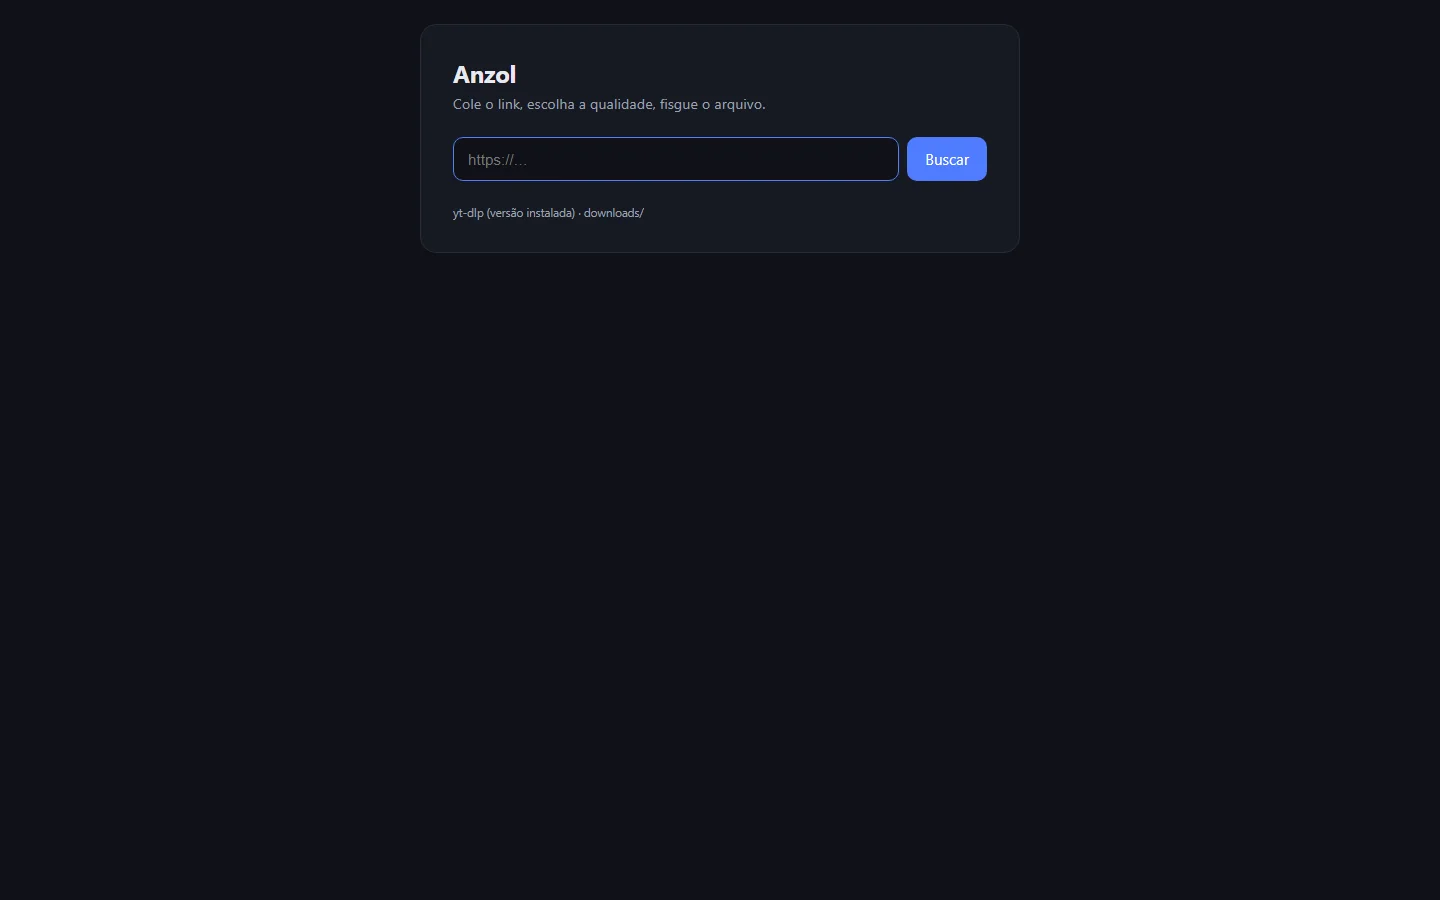 Anzol
Cole o link, escolha a qualidade, fisgue o arquivo.
https://…
Buscar
yt-dlp (versão instalada) · downloads/